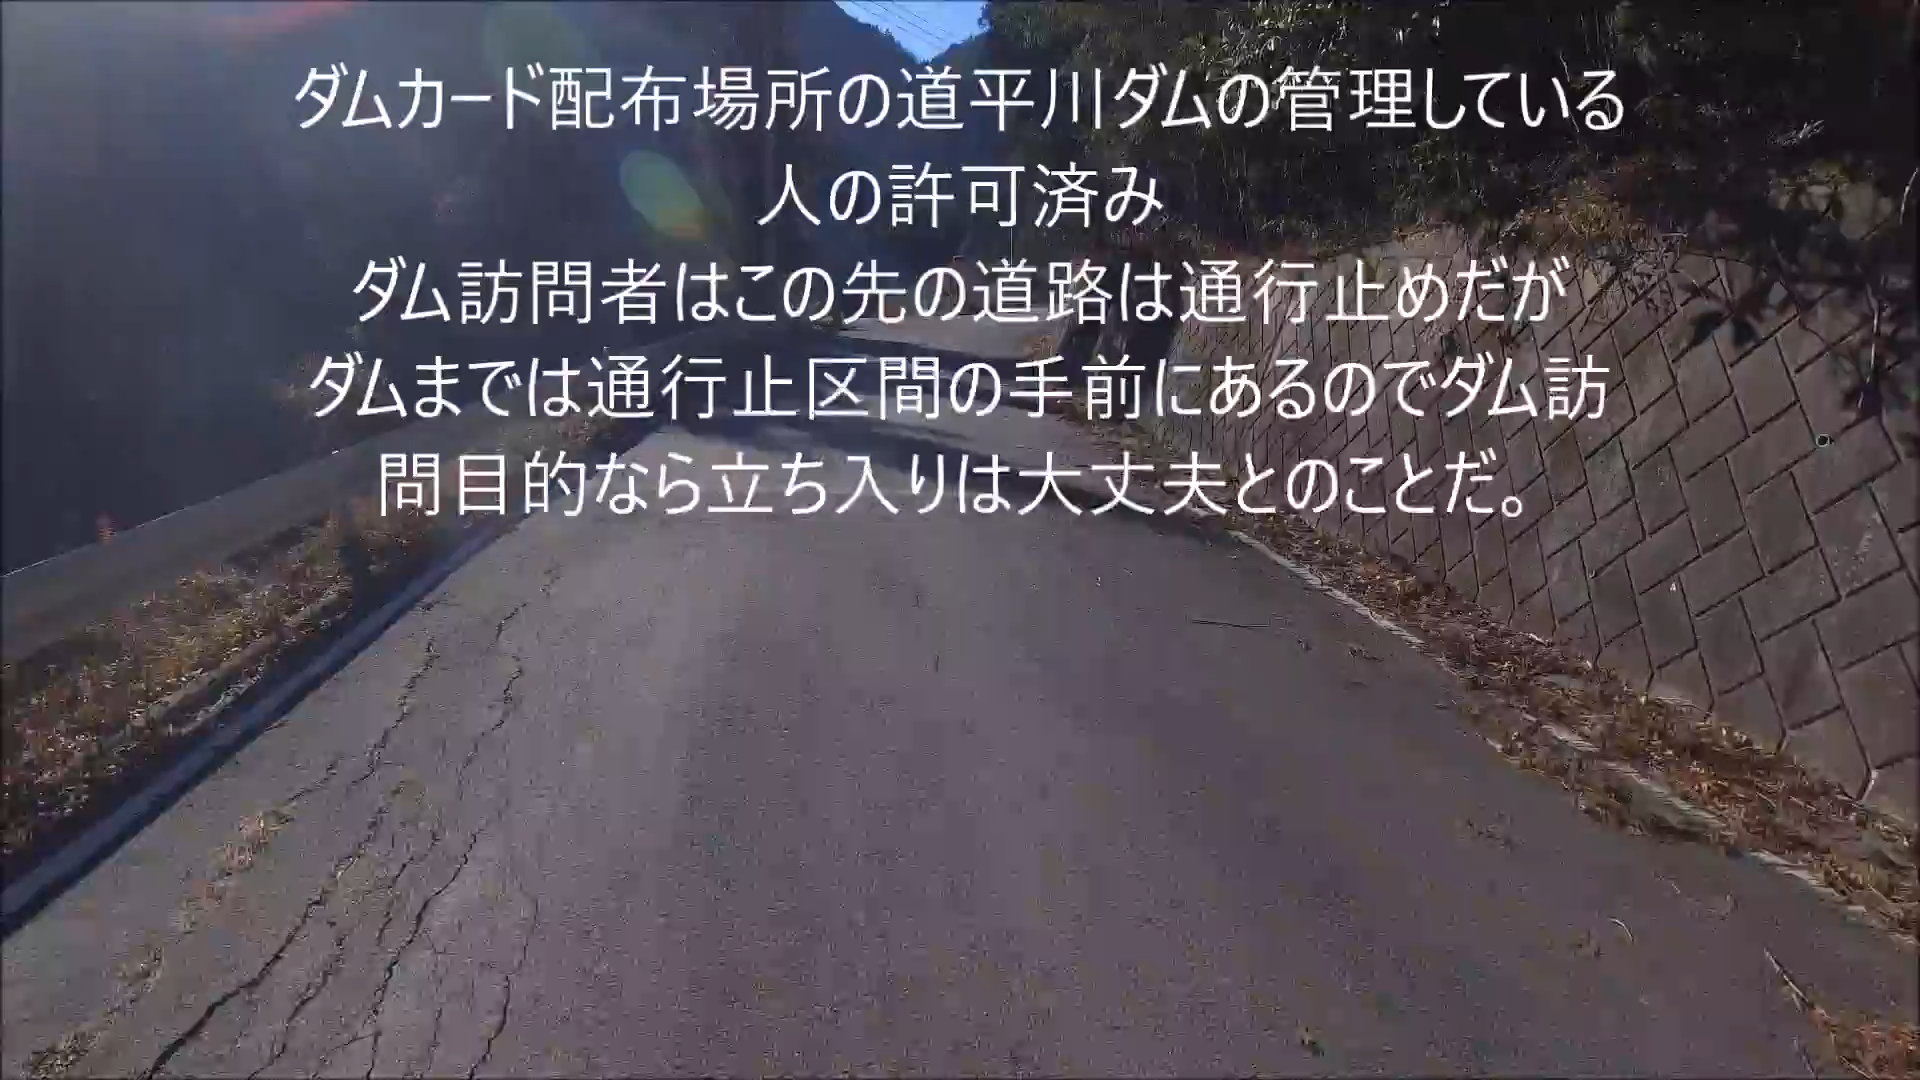 ダムカード配布場所の道平川ダムの管理している
人の許可済み
ダム訪問者はこの先の道路は通行止めだが
ダムまでは通行止区間の手前にあるのでダム訪
問目的なら立ち入りは大丈夫とのことだ。